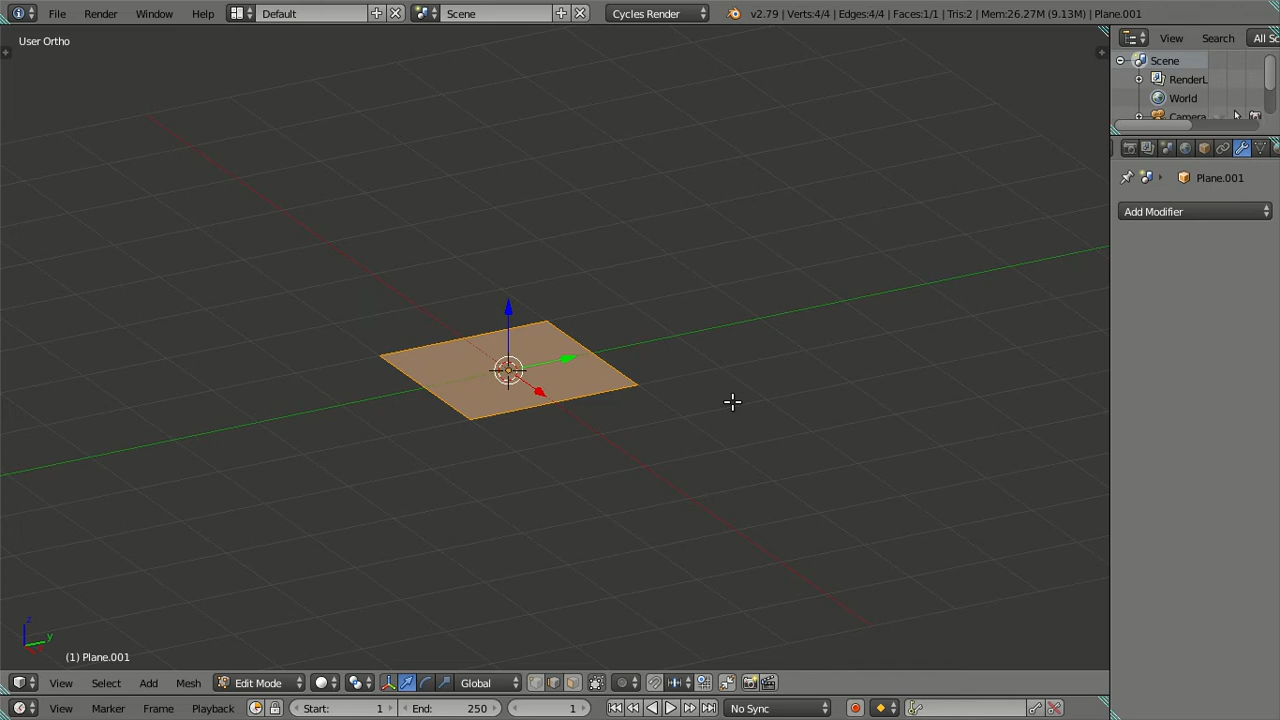 File Render Window Help Default Scene Cycles Render v2.79 | Verts:4/4 | Edges:4/4 | Faces:1/1 | Tris:2 | Mem:26.27M (9.13M) | Plane.001
User Ortho
View Search All Sc
Scene
RenderL
World
Camera
Plane.001
Add Modifier
z
y
(1) Plane.001
View Select Add Mesh Edit Mode Global
View Marker Frame Playback Start: 1 End: 250 1 No Sync